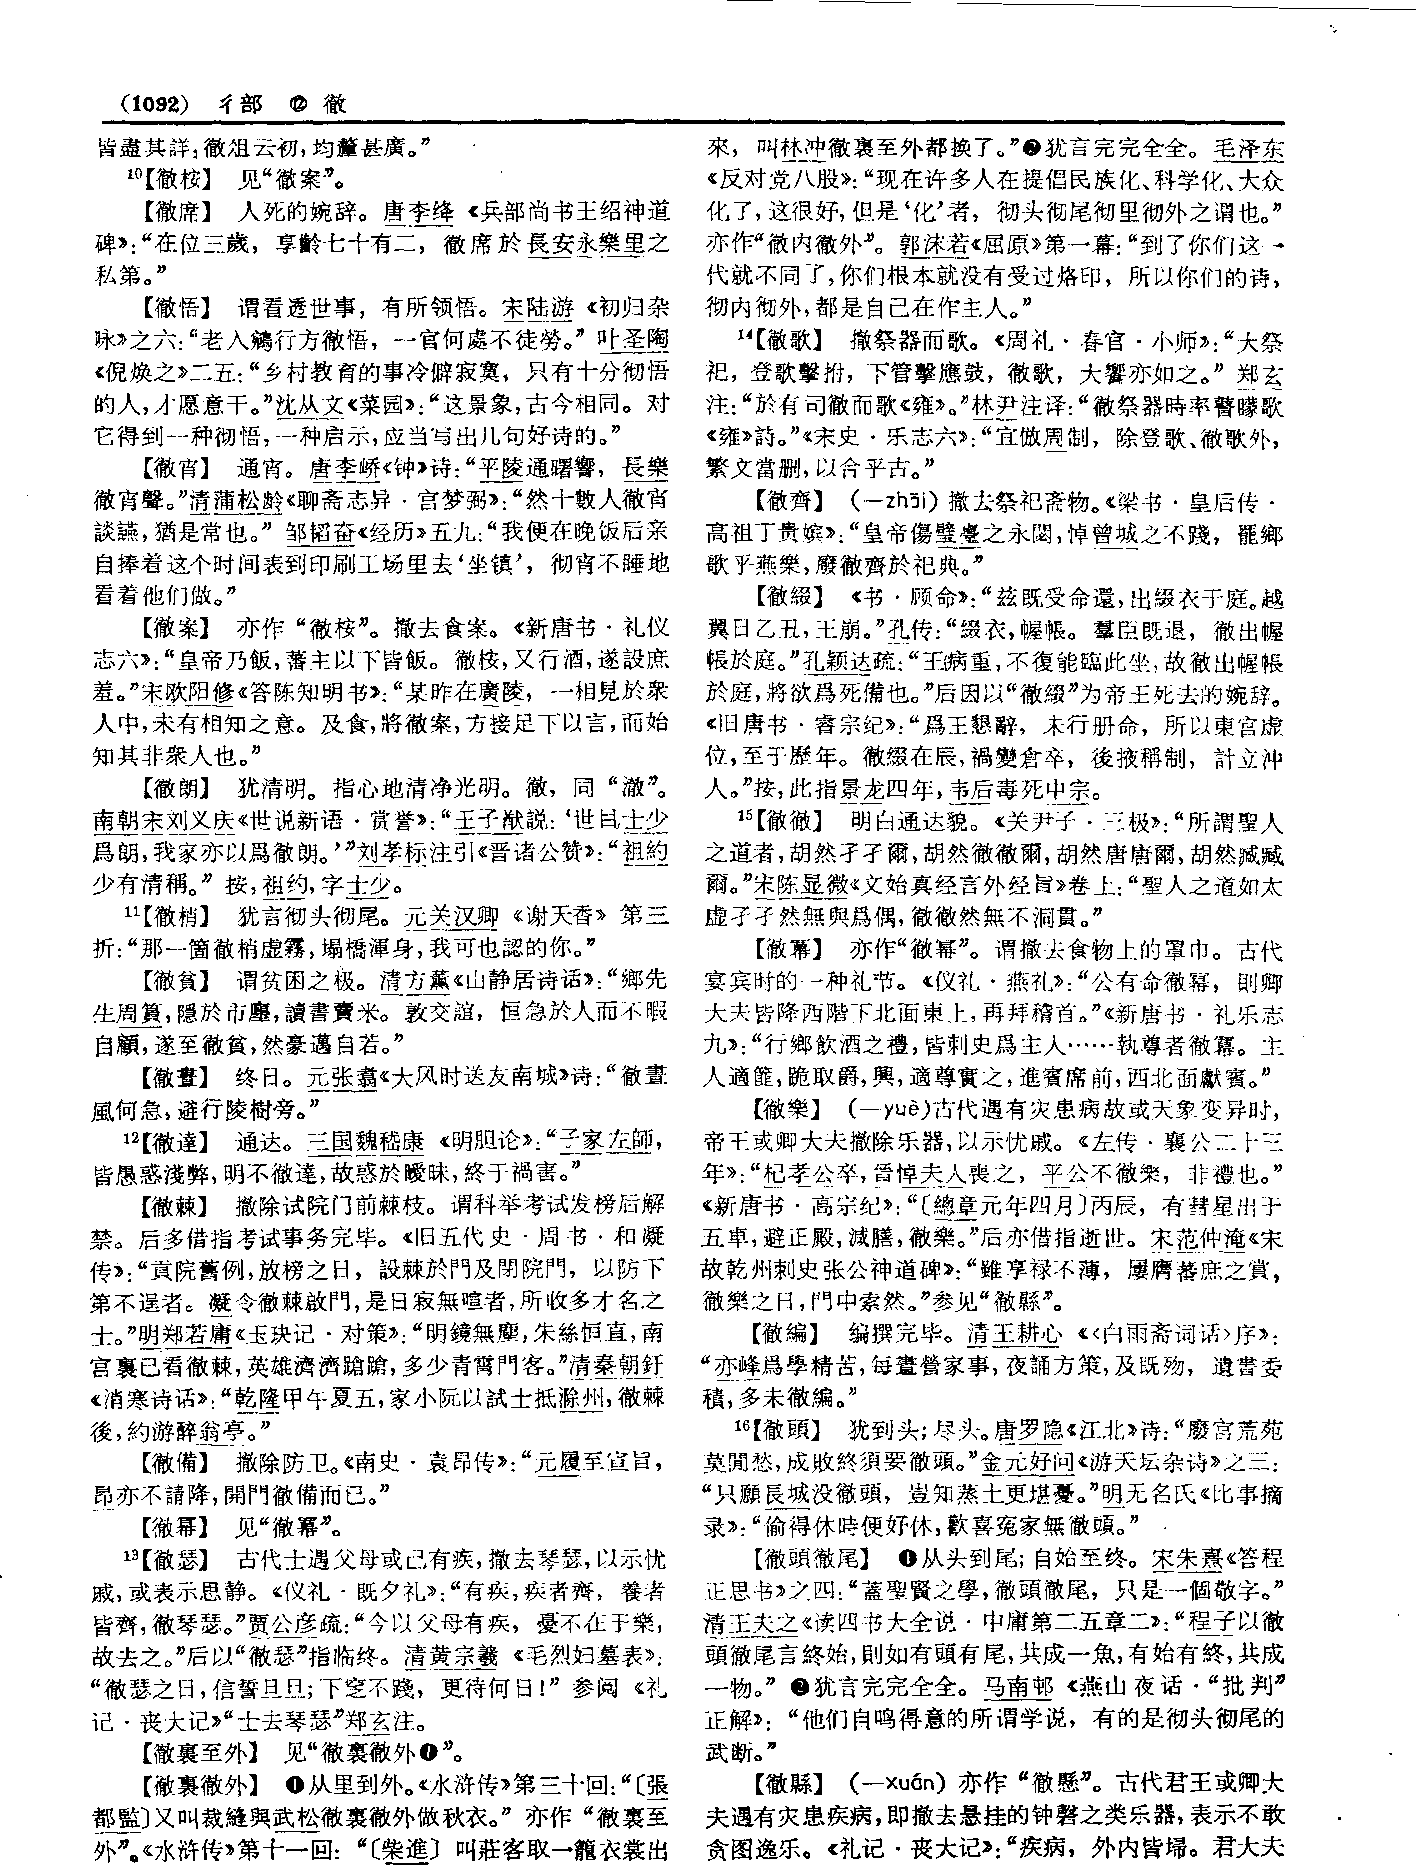 (1092) 彳部 ⑫ 徹
皆盡其詳，徹俎云初，均釐甚廣。”
¹⁰【徹桉】 见“徹案”。
【徹席】 人死的婉辞。唐李绛《兵部尚书王绍神道
碑》：“在位三歲，享齡七十有二，徹席於長安永樂里之
私第。”
【徹悟】 谓看透世事，有所领悟。宋陆游《初归杂
咏》之六：“老入鵷行方徹悟，一官何處不徒勞。”叶圣陶
《倪焕之》二五：“乡村教育的事冷僻寂寞，只有十分彻悟
的人，才愿意干。”沈从文《菜园》：“这景象，古今相同。对
它得到一种彻悟，一种启示，应当写出几句好诗的。”
【徹宵】 通宵。唐李峤《钟》诗：“平陵通曙響，長樂
徹宵聲。”清蒲松龄《聊斋志异·宫梦弼》：“然十數人徹宵
談讌，猶是常也。”邹韬奋《经历》五九：“我便在晚饭后亲
自捧着这个时间表到印刷工场里去‘坐镇’，彻宵不睡地
看着他们做。”
【徹案】 亦作“徹桉”。撤去食案。《新唐书·礼仪
志六》：“皇帝乃飯，蕃主以下皆飯。徹桉，又行酒，遂設庶
羞。”宋欧阳修《答陈知明书》：“某昨在廣陵，一相見於衆
人中，未有相知之意。及食，將徹案，方接足下以言，而始
知其非衆人也。”
【徹朗】 犹清明。指心地清净光明。徹，同“澈”。
南朝宋刘义庆《世说新语·赏誉》：“王子猷説：‘世目士少
爲朗，我家亦以爲徹朗。’”刘孝标注引《晋诸公赞》：“祖約
少有清稱。”按，祖约，字士少。
¹¹【徹梢】 犹言彻头彻尾。元关汉卿《谢天香》第三
折：“那一箇徹梢虚霧，塌橋渾身，我可也認的你。”
【徹貧】 谓贫困之极。清方薰《山静居诗话》：“鄉先
生周篔，隱於市廛，讀書賣米。敦交誼，恒急於人而不暇
自顧，遂至徹貧，然豪邁自若。”
【徹晝】 终日。元张翥《大风时送友南城》诗：“徹晝
風何急，避行陵樹旁。”
¹²【徹達】 通达。三国魏嵇康《明胆论》：“子家左師，
皆愚惑淺弊，明不徹達，故惑於曖昧，終于禍害。”
【徹棘】 撤除试院门前棘枝。谓科举考试发榜后解
禁。后多借指考试事务完毕。《旧五代史·周书·和凝
传》：“貢院舊例，放榜之日，設棘於門及閉院門，以防下
第不逞者。凝令徹棘啟門，是日寂無喧者，所收多才名之
士。”明郑若庸《玉玦记·对策》：“明鏡無塵，朱絲恒直，南
宫裏已看徹棘，英雄濟濟蹌蹌，多少青霄門客。”清秦朝釪
《消寒诗话》：“乾隆甲午夏五，家小阮以試士抵滁州，徹棘
後，約游醉翁亭。”
【徹備】 撤除防卫。《南史·袁昂传》：“元履至宣旨，
昂亦不請降，開門徹備而已。”
【徹幂】 见“徹冪”。
¹³【徹瑟】 古代士遇父母或己有疾，撤去琴瑟，以示忧
戚，或表示思静。《仪礼·既夕礼》：“有疾，疾者齊，養者
皆齊，徹琴瑟。”贾公彦疏：“今以父母有疾，憂不在于樂，
故去之。”后以“徹瑟”指临终。清黄宗羲《毛烈妇墓表》：
“徹瑟之日，信誓旦旦；下窆不踐，更待何日！”参阅《礼
记·丧大记》“士去琴瑟”郑玄注。
【徹裏至外】 见“徹裏徹外❶”。
【徹裏徹外】 ❶从里到外。《水浒传》第三十回：“〔張
都監〕又叫裁縫與武松徹裏徹外做秋衣。”亦作“徹裏至
外”。《水浒传》第十一回：“〔柴進〕叫莊客取一籠衣裳出
來，叫林冲徹裏至外都换了。”❷犹言完完全全。毛泽东
《反对党八股》：“现在许多人在提倡民族化、科学化、大众
化了，这很好，但是‘化’者，彻头彻尾彻里彻外之谓也。”
亦作“徹内徹外”。郭沫若《屈原》第一幕：“到了你们这一
代就不同了，你们根本就没有受过烙印，所以你们的诗，
彻内彻外，都是自己在作主人。”
¹⁴【徹歌】 撤祭器而歌。《周礼·春官·小师》：“大祭
祀，登歌擊拊，下管擊應鼓，徹歌，大饗亦如之。”郑玄
注：“於有司徹而歌《雍》。”林尹注译：“徹祭器時率瞽矇歌
《雍》詩。”《宋史·乐志六》：“宜倣周制，除登歌、徹歌外，
繁文當删，以合乎古。”
【徹齊】 （—zhāi）撤去祭祀斋物。《梁书·皇后传·
高祖丁贵嫔》：“皇帝傷璧臺之永閟，悼曾城之不踐，罷鄉
歌乎燕樂，廢徹齊於祀典。”
【徹綴】 《书·顾命》：“兹既受命還，出綴衣于庭。越
翼日乙丑，王崩。”孔传：“綴衣，幄帳。羣臣既退，徹出幄
帳於庭。”孔颖达疏：“王病重，不復能臨此坐，故徹出幄帳
於庭，將欲爲死備也。”后因以“徹綴”为帝王死去的婉辞。
《旧唐书·睿宗纪》：“爲王懇辭，未行册命，所以東宫虚
位，至于歷年。徹綴在辰，禍變倉卒，後掖稱制，計立沖
人。”按，此指景龙四年，韦后毒死中宗。
¹⁵【徹徹】 明白通达貌。《关尹子·三极》：“所謂聖人
之道者，胡然孑孑爾，胡然徹徹爾，胡然唐唐爾，胡然臧臧
爾。”宋陈显微《文始真经言外经旨》卷上：“聖人之道如太
虚孑孑然無與爲偶，徹徹然無不洞貫。”
【徹冪】 亦作“徹幂”。谓撤去食物上的罩巾。古代
宴宾时的一种礼节。《仪礼·燕礼》：“公有命徹冪，則卿
大夫皆降西階下北面東上，再拜稽首。”《新唐书·礼乐志
九》：“行鄉飲酒之禮，皆刺史爲主人……執尊者徹冪。主
人適篚，跪取爵，興，適尊實之，進賓席前，西北面獻賓。”
【徹樂】 （—yuè）古代遇有灾患病故或天象变异时，
帝王或卿大夫撤除乐器，以示忧戚。《左传·襄公二十三
年》：“杞孝公卒，晋悼夫人喪之，平公不徹樂，非禮也。”
《新唐书·高宗纪》：“〔總章元年四月〕丙辰，有彗星出于
五車，避正殿，減膳，徹樂。”后亦借指逝世。宋范仲淹《宋
故乾州刺史张公神道碑》：“雖享禄不薄，屢膺蕃庶之賞，
徹樂之日，門中索然。”参见“徹縣”。
【徹编】 编撰完毕。清王耕心《〈白雨斋词话〉序》：
“亦峰爲學精苦，每晝營家事，夜誦方策，及既歿，遺書委
積，多未徹編。”
¹⁶【徹頭】 犹到头；尽头。唐罗隐《江北》诗：“廢宫荒苑
莫閒愁，成敗終須要徹頭。”金元好问《游天坛杂诗》之三：
“只願長城没徹頭，豈知蒸土更堪憂。”明无名氏《比事摘
录》：“偷得休時便好休，歡喜冤家無徹頭。”
【徹頭徹尾】 ❶从头到尾；自始至终。宋朱熹《答程
正思书》之四：“蓋聖賢之學，徹頭徹尾，只是一個敬字。”
清王夫之《读四书大全说·中庸第二五章二》：“程子以徹
頭徹尾言終始，則如有頭有尾，共成一魚，有始有終，共成
一物。”❷犹言完完全全。马南邨《燕山夜话·“批判”
正解》：“他们自鸣得意的所谓学说，有的是彻头彻尾的
武断。”
【徹縣】 （—xuán）亦作“徹懸”。古代君王或卿大
夫遇有灾患疾病，即撤去悬挂的钟磬之类乐器，表示不敢
贪图逸乐。《礼记·丧大记》：“疾病，外内皆埽。君大夫